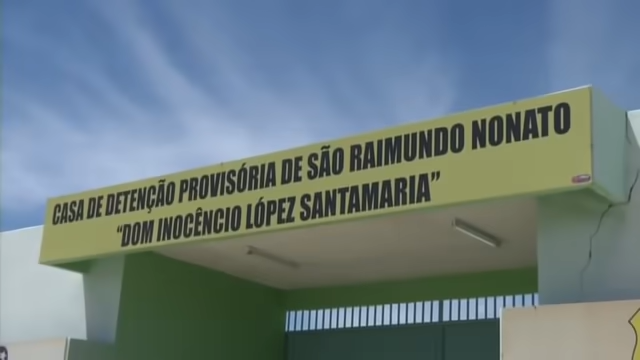 CASA DE DETENÇÃO PROVISÓRIA DE SÃO RAIMUNDO NONATO
“DOM INOCÊNCIO LÓPEZ SANTAMARIA”